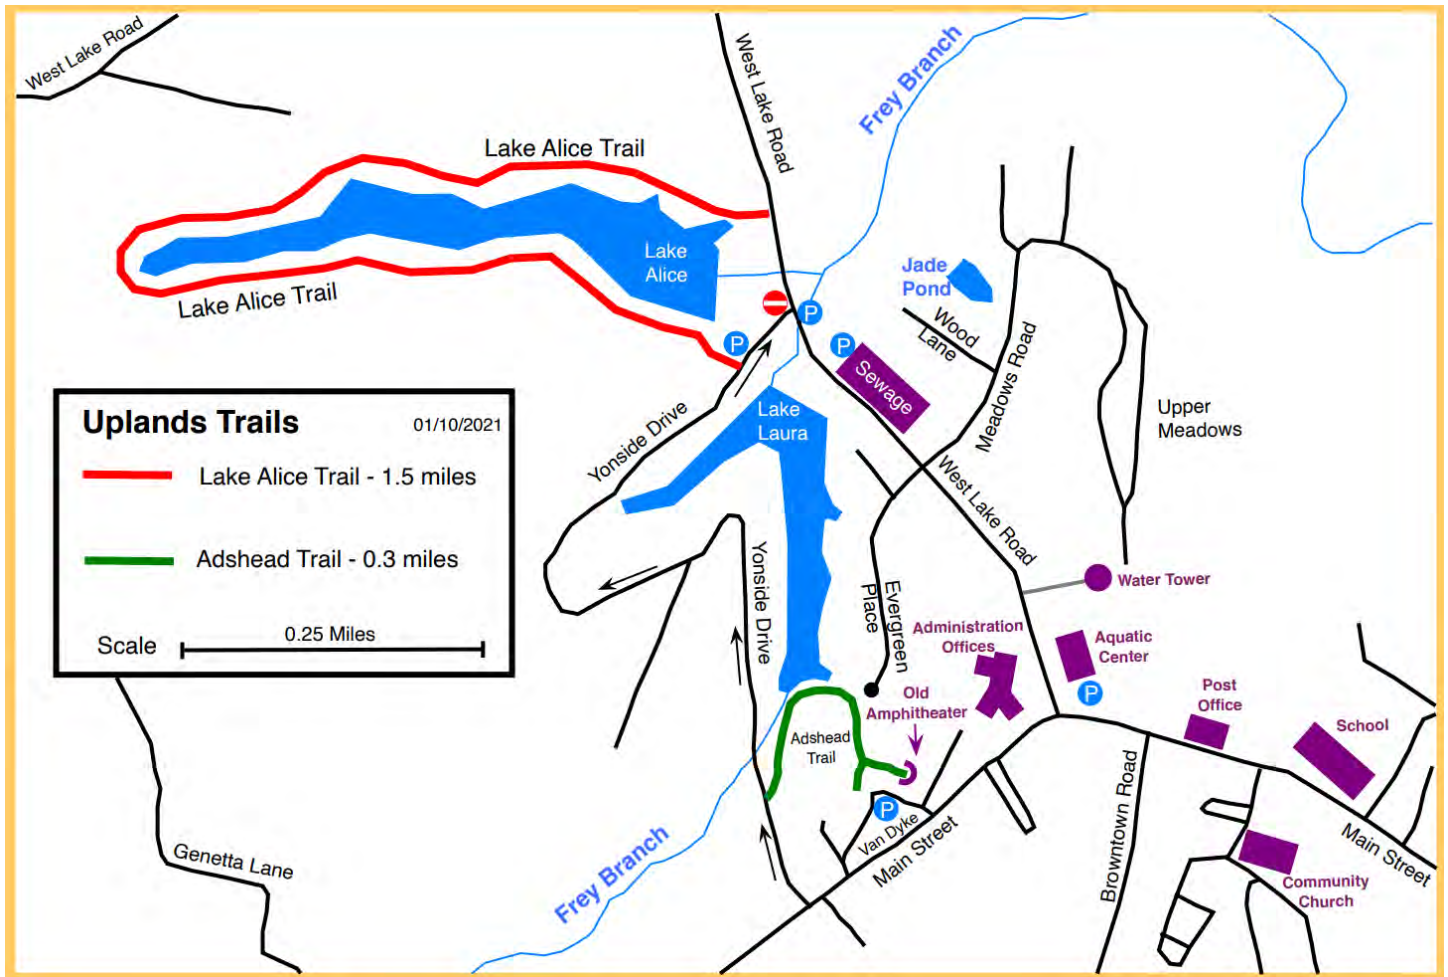 West Lake Road
West Lake Road
Frey Branch
Lake Alice Trail
Lake
Alice
Lake Alice Trail
Jade
Pond
Wood
Lane
Meadows Road
P
P
P
Sewage
Upper
Meadows
Uplands Trails
01/10/2021
Lake Alice Trail - 1.5 miles
Adshead Trail - 0.3 miles
Scale
0.25 Miles
Lake
Laura
Yonside Drive
West Lake Road
Yonside Drive
Evergreen
Place
Water Tower
Administration
Offices
Aquatic
Center
P
Old
Amphitheater
Post
Office
School
Adshead
Trail
P
Van Dyke
Main Street
Browntown Road
Main Street
Genetta Lane
Frey Branch
Community
Church